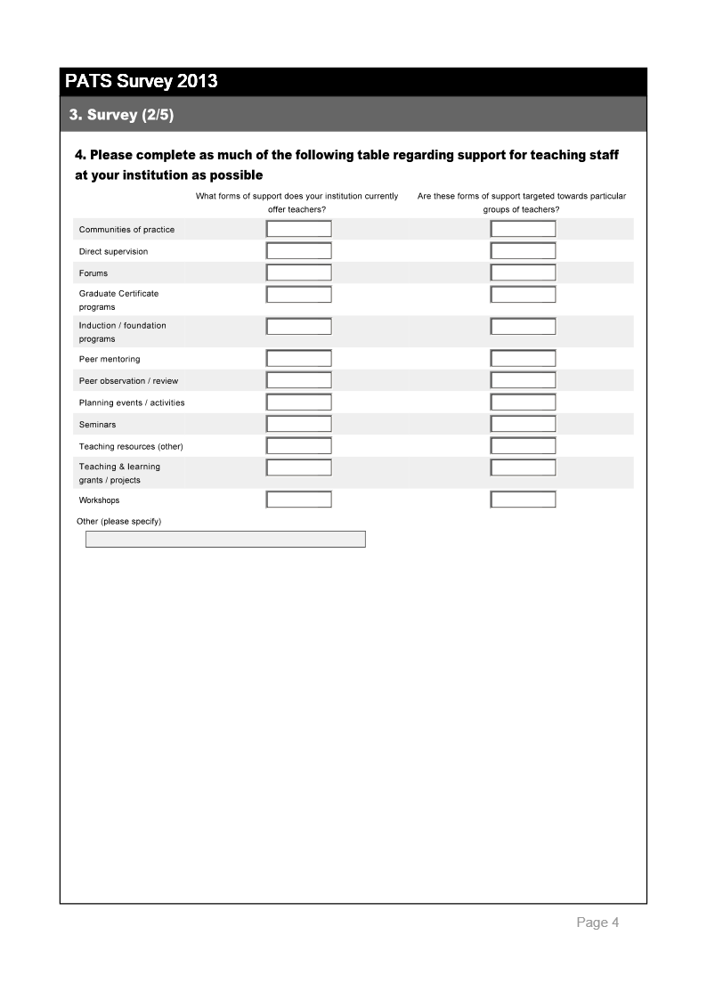 PATS Survey 2013
3. Survey (2/5)
4. Please complete as much of the following table regarding support for teaching staff
at your institution as possible
What forms of support does your institution currently
offer teachers?
Are these forms of support targeted towards particular
groups of teachers?
Communities of practice
Direct supervision
Forums
Graduate Certificate
programs
Induction / foundation
programs
Peer mentoring
Peer observation / review
Planning events / activities
Seminars
Teaching resources (other)
Teaching & learning
grants / projects
Workshops
Other (please specify)
Page 4